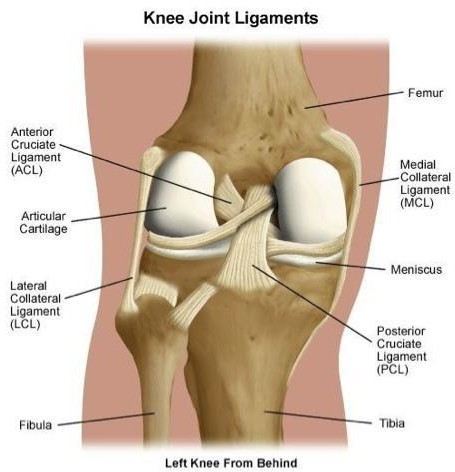 Knee Joint Ligaments
Femur
Anterior
Cruciate
Ligament
(ACL)
Medial
Collateral
Ligament
(MCL)
Articular
Cartilage
Meniscus
Lateral
Collateral
Ligament
(LCL)
Posterior
Cruciate
Ligament
(PCL)
Fibula
Tibia
Left Knee From Behind